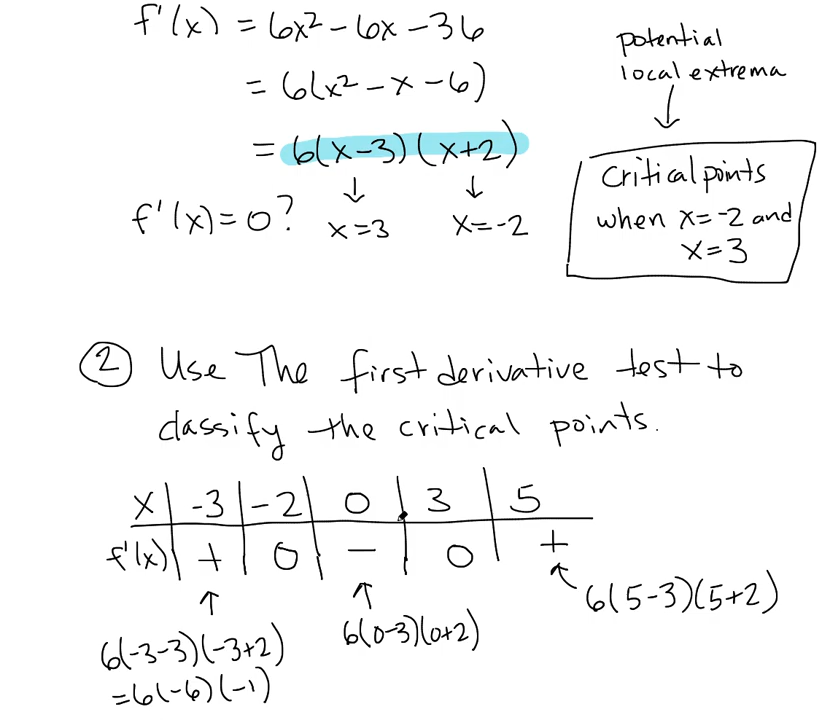 f'(x) = 6x² - 6x - 36
= 6(x² - x - 6)
= 6(x-3)(x+2)
↓ ↓
f'(x)=0? x=3 x=-2
potential
local extrema
↓
Critical points
when x=-2 and
x=3
② Use The first derivative test to
classify the critical points.
x | -3 | -2 | 0 | 3 | 5
f'(x) | + | 0 | - | 0 | +
↑ ↑ ↖
6(-3-3)(-3+2)
=6(-6)(-1)
6(0-3)(0+2)
6(5-3)(5+2)